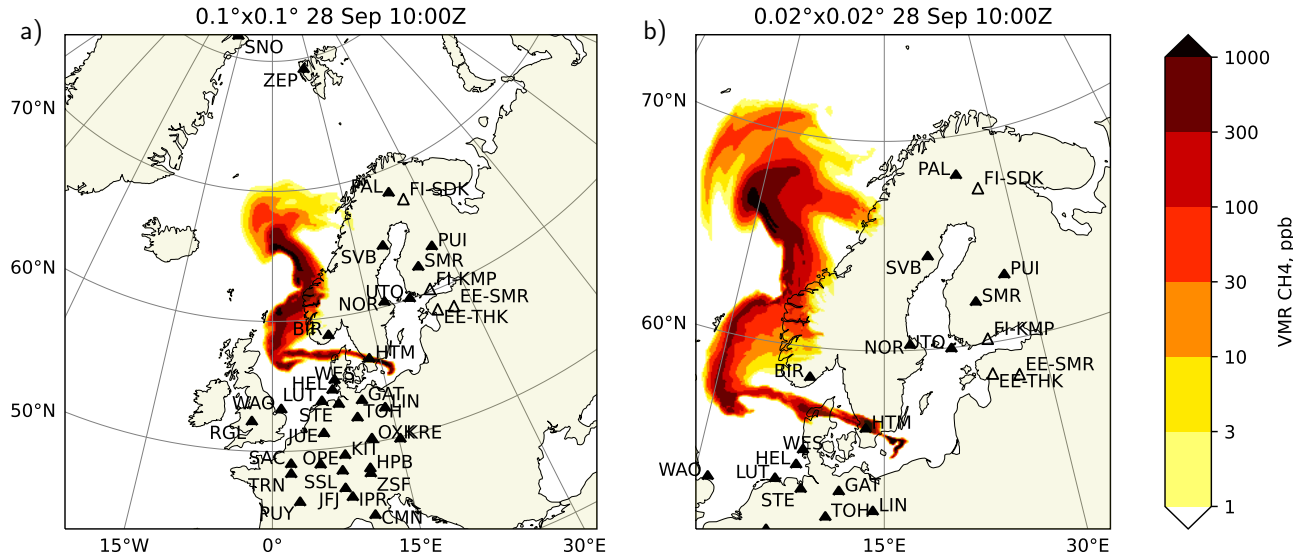 a) 0.1°x0.1° 28 Sep 10:00Z
SNO
ZEP
70°N
PAL
FI-SDK
SVB
PUI
SMR
FI-KMP
60°N
UTO
NOR
EE-SMR
EE-THK
BIR
HTM
WES
HEL
LUT
GAT
LIN
WAO
STE
TOH
50°N
RGL
JUE
OXK
KRE
KIT
SAC
OPE
HPB
TRN
SSL
ZSF
JFJ
IPR
PUY
CMN
15°W 0° 15°E 30°E
b) 0.02°x0.02° 28 Sep 10:00Z
70°N
PAL
FI-SDK
SVB
PUI
SMR
60°N
FI-KMP
NOR
UTO
BIR
EE-SMR
EE-THK
HTM
WES
HEL
WAO
LUT
STE
GAT
TOH
LIN
15°E 30°E
1000
300
100
30
10
3
1
VMR CH4, ppb